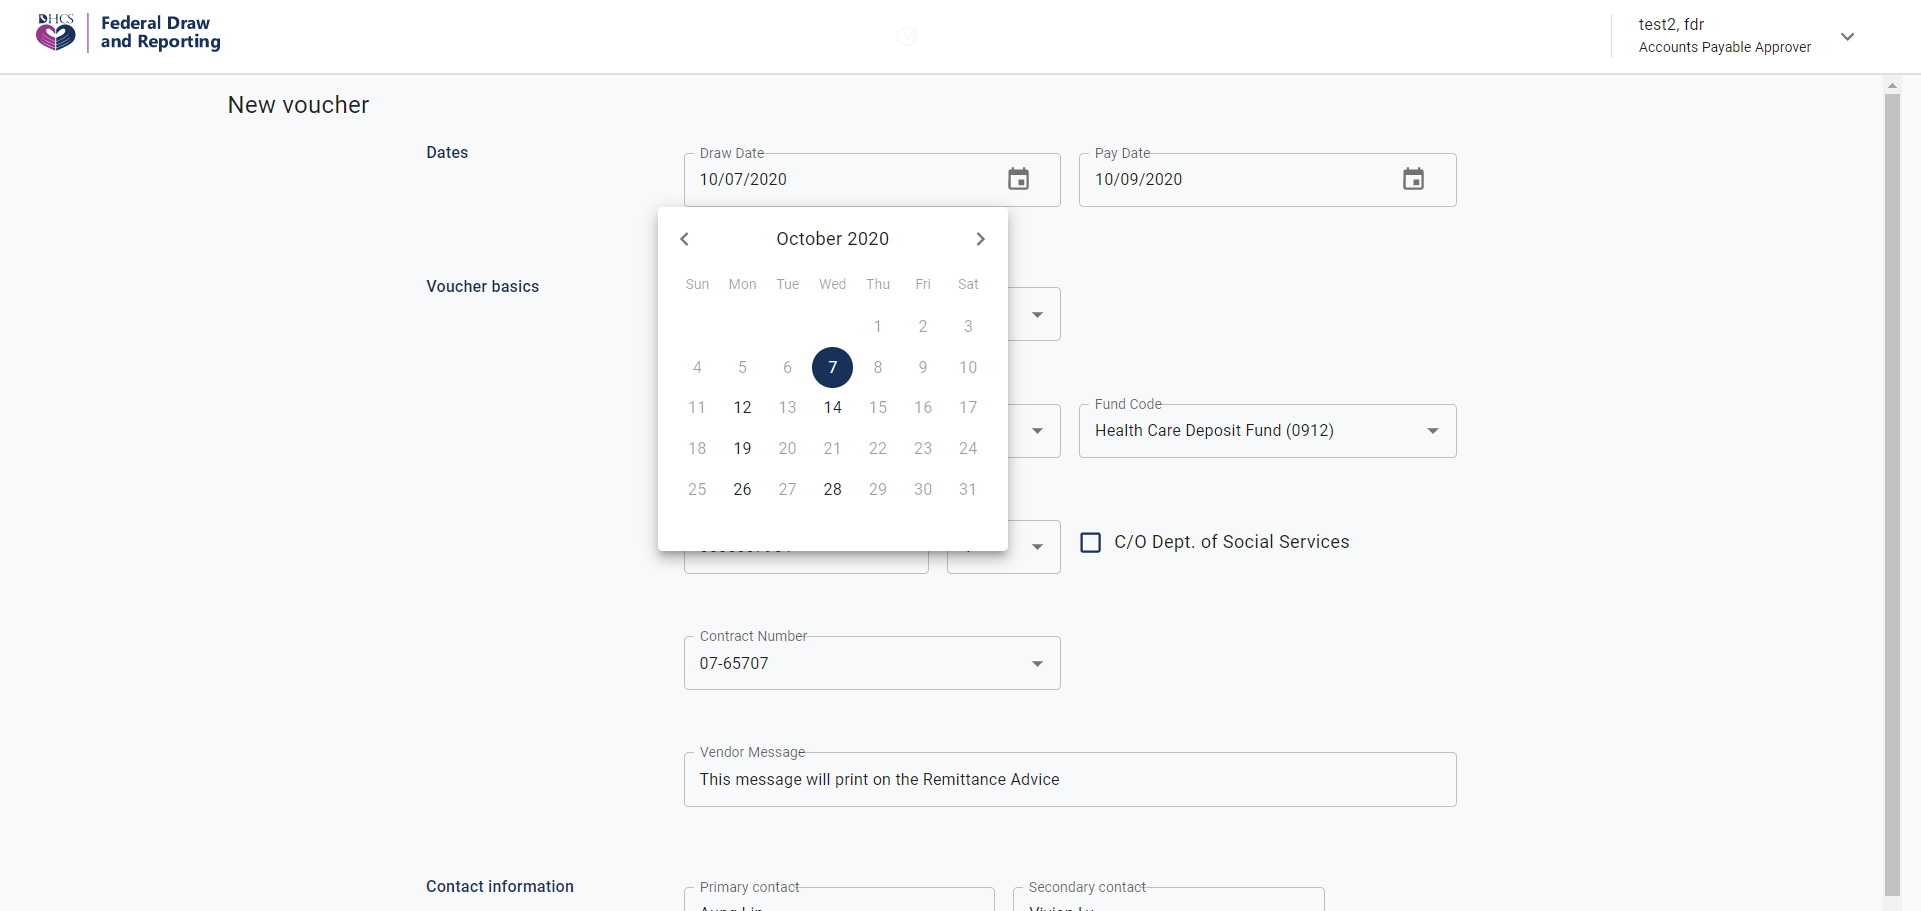 DHCS
Federal Draw
and Reporting
test2, fdr
Accounts Payable Approver
New voucher
Dates
Draw Date
10/07/2020
Pay Date
10/09/2020
October 2020
Sun Mon Tue Wed Thu Fri Sat
1 2 3
4 5 6 7 8 9 10
11 12 13 14 15 16 17
18 19 20 21 22 23 24
25 26 27 28 29 30 31
Voucher basics
Fund Code
Health Care Deposit Fund (0912)
C/O Dept. of Social Services
Contract Number
07-65707
Vendor Message
This message will print on the Remittance Advice
Contact information
Primary contact
Secondary contact